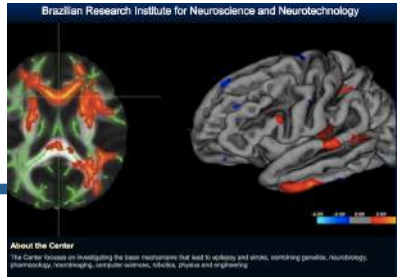 Brazilian Research Institute for Neuroscience and Neurotechnology
About the Center
The Center focuses on investigating the basic mechanisms that lead to epilepsy and stroke, combining genetics, neurobiology,
pharmacology, neuroimaging, computer sciences, robotics, physics and engineering